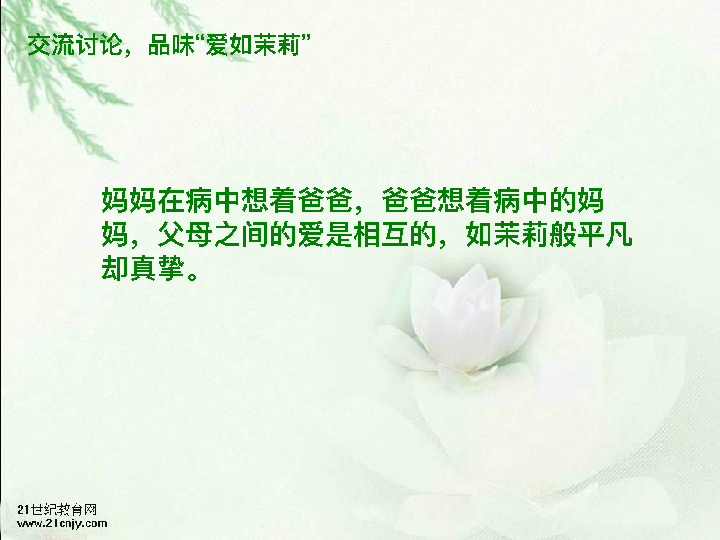 交流讨论，品味“爱如茉莉”
妈妈在病中想着爸爸，爸爸想着病中的妈
妈，父母之间的爱是相互的，如茉莉般平凡
却真挚。
21世纪教育网
www.21cnjy.com